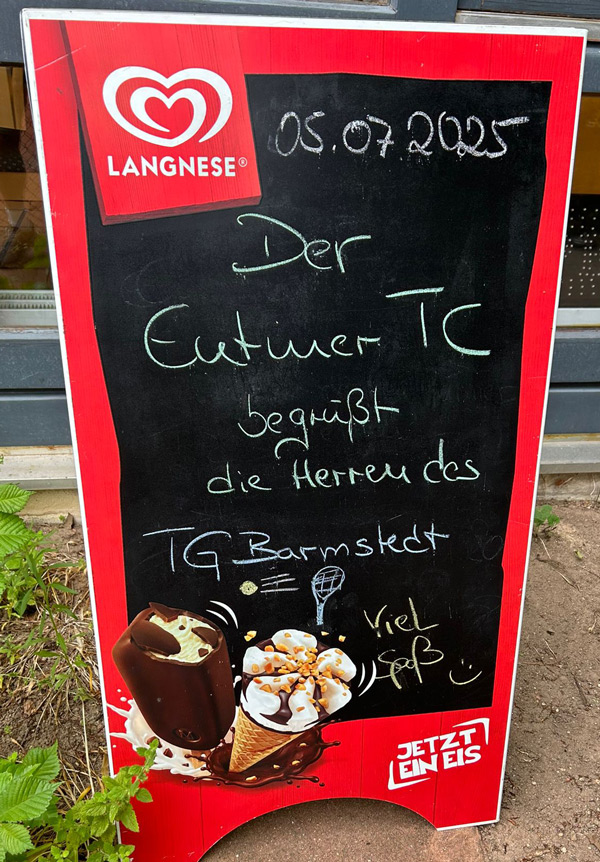 LANGNESE®
05.07.2025
Der
Eutiner TC
begrüßt
die Herren des
TG Barmstedt
Viel
Spaß
JETZT
EIN EIS